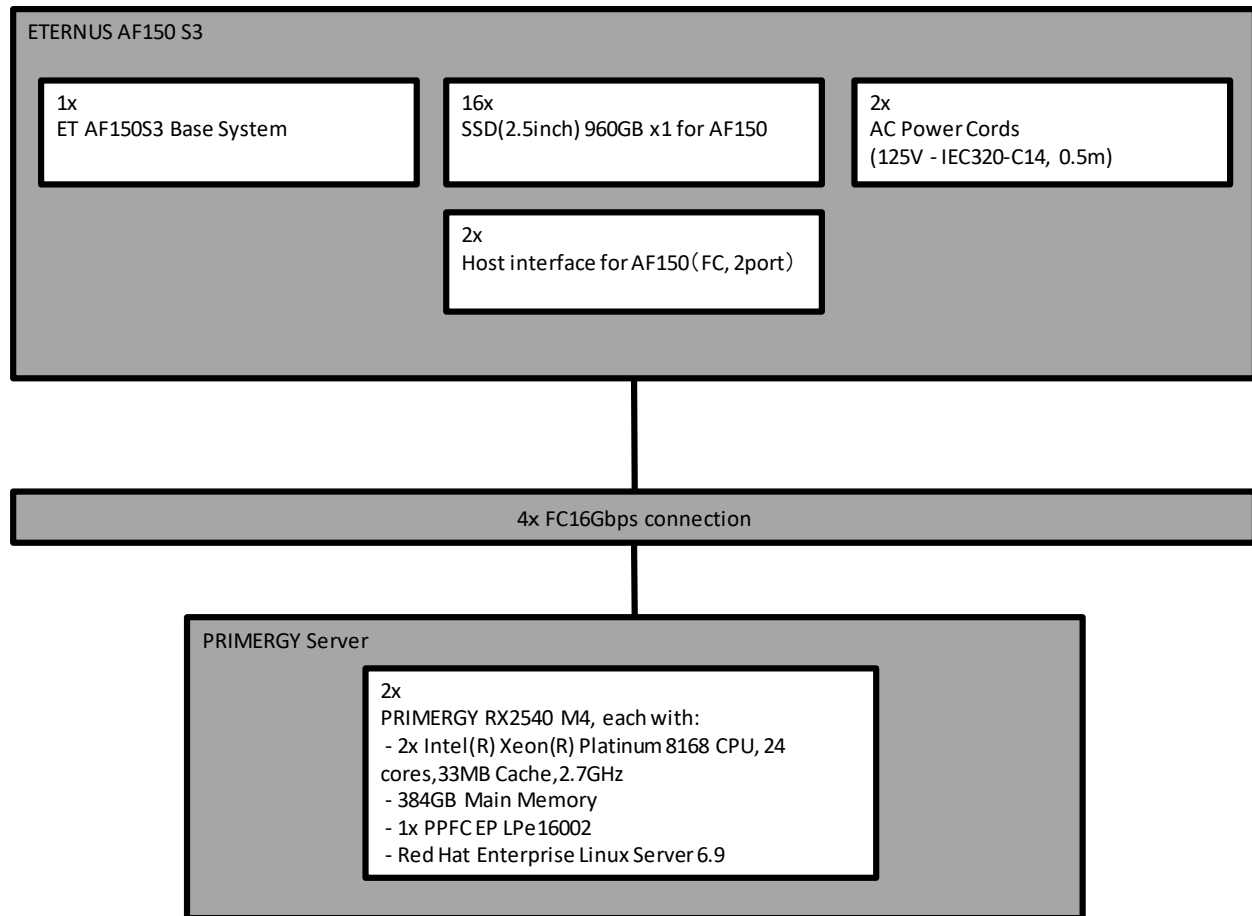 ETERNUS AF150 S3
1x
ET AF150S3 Base System
16x
SSD(2.5inch) 960GB x1 for AF150
2x
AC Power Cords
(125V - IEC320-C14, 0.5m)
2x
Host interface for AF150（FC, 2port）
4x FC16Gbps connection
PRIMERGY Server
2x
PRIMERGY RX2540 M4, each with:
- 2x Intel(R) Xeon(R) Platinum 8168 CPU, 24
cores,33MB Cache,2.7GHz
- 384GB Main Memory
- 1x PPFC EP LPe16002
- Red Hat Enterprise Linux Server 6.9